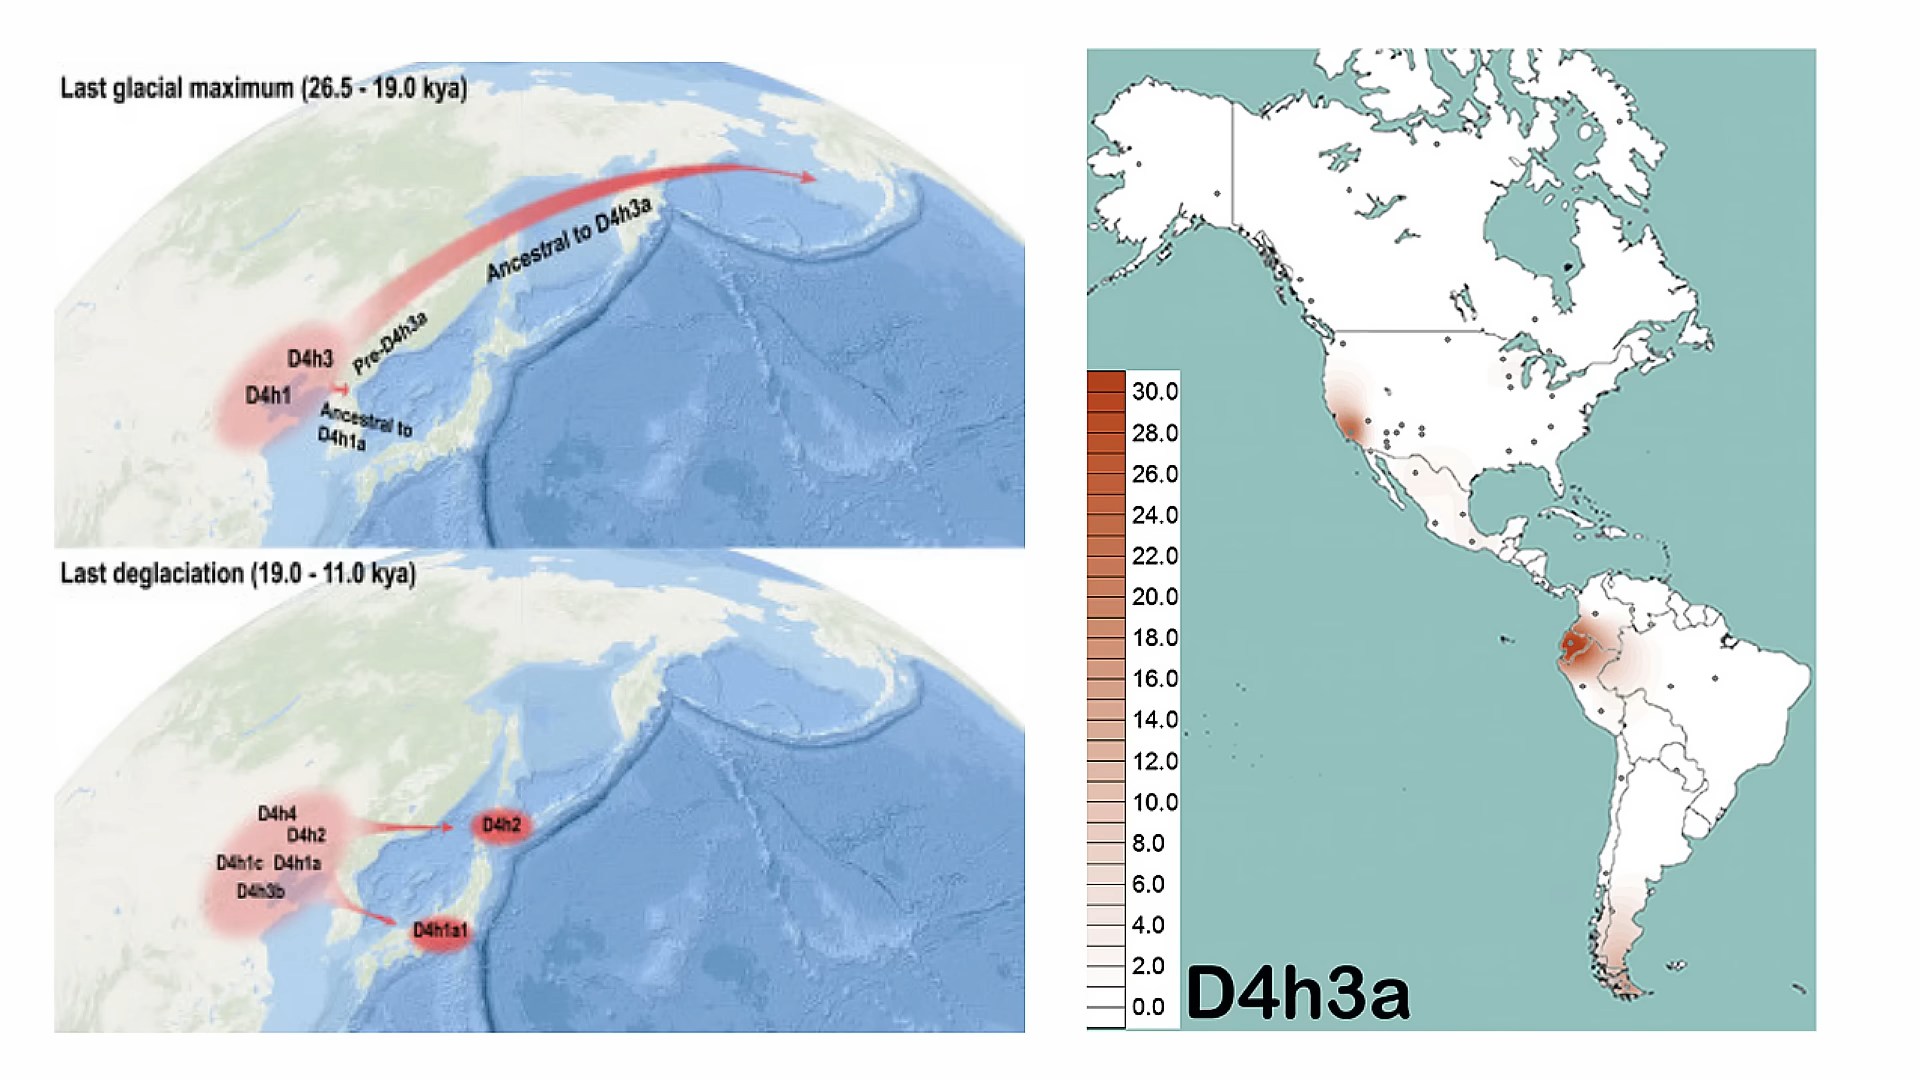 Last glacial maximum (26.5 - 19.0 kya)
Ancestral to D4h3a
Pre-D4h3a
D4h3
D4h1
Ancestral to
D4h1a
Last deglaciation (19.0 - 11.0 kya)
D4h4
D4h2
D4h1c D4h1a
D4h3b
D4h2
D4h1a1
30.0
28.0
26.0
24.0
22.0
20.0
18.0
16.0
14.0
12.0
10.0
8.0
6.0
4.0
2.0
0.0
D4h3a